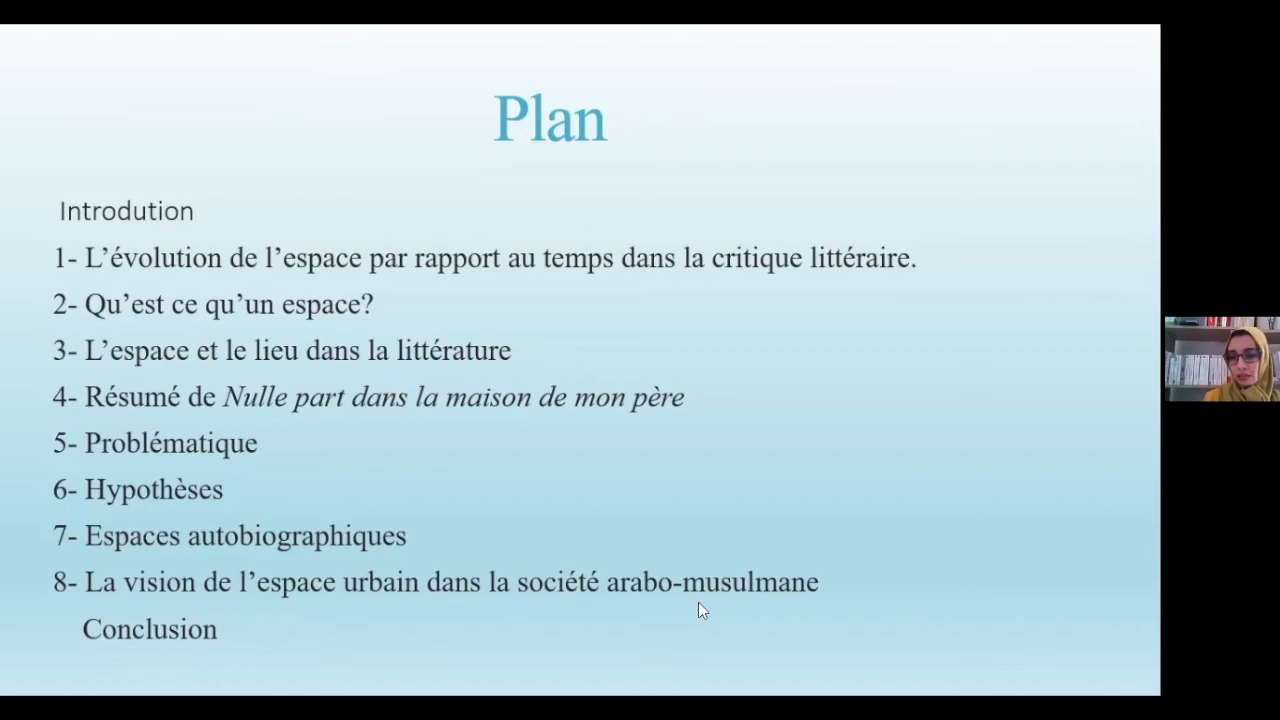 Plan
Introdution
1- L’évolution de l’espace par rapport au temps dans la critique littéraire.
2- Qu’est ce qu’un espace?
3- L’espace et le lieu dans la littérature
4- Résumé de Nulle part dans la maison de mon père
5- Problématique
6- Hypothèses
7- Espaces autobiographiques
8- La vision de l’espace urbain dans la société arabo-musulmane
Conclusion